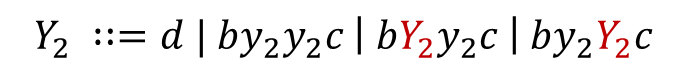 Y₂ ::= d | by₂y₂c | bY₂y₂c | by₂Y₂c